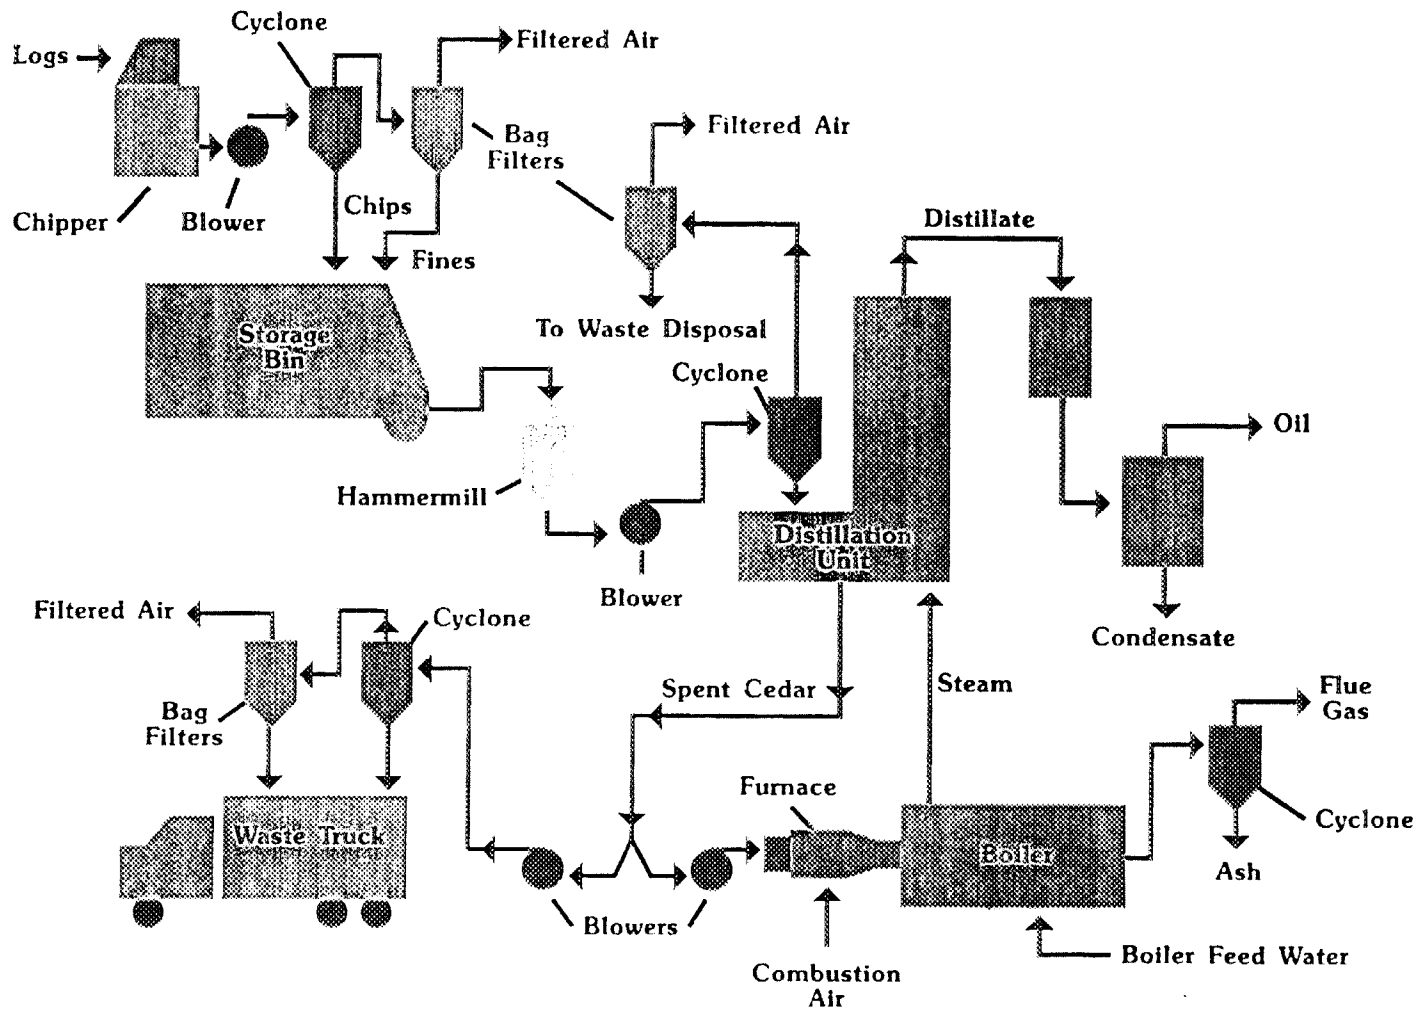 Cyclone
Logs
Filtered Air
Bag
Filters
Filtered Air
Chipper
Blower
Chips
Fines
Distillate
Storage
Bin
To Waste Disposal
Cyclone
Oil
Hammermill
Distillation
Unit
Blower
Condensate
Filtered Air
Cyclone
Spent Cedar
Steam
Flue
Gas
Bag
Filters
Furnace
Waste Truck
Boiler
Cyclone
Ash
Blowers
Combustion
Air
Boiler Feed Water